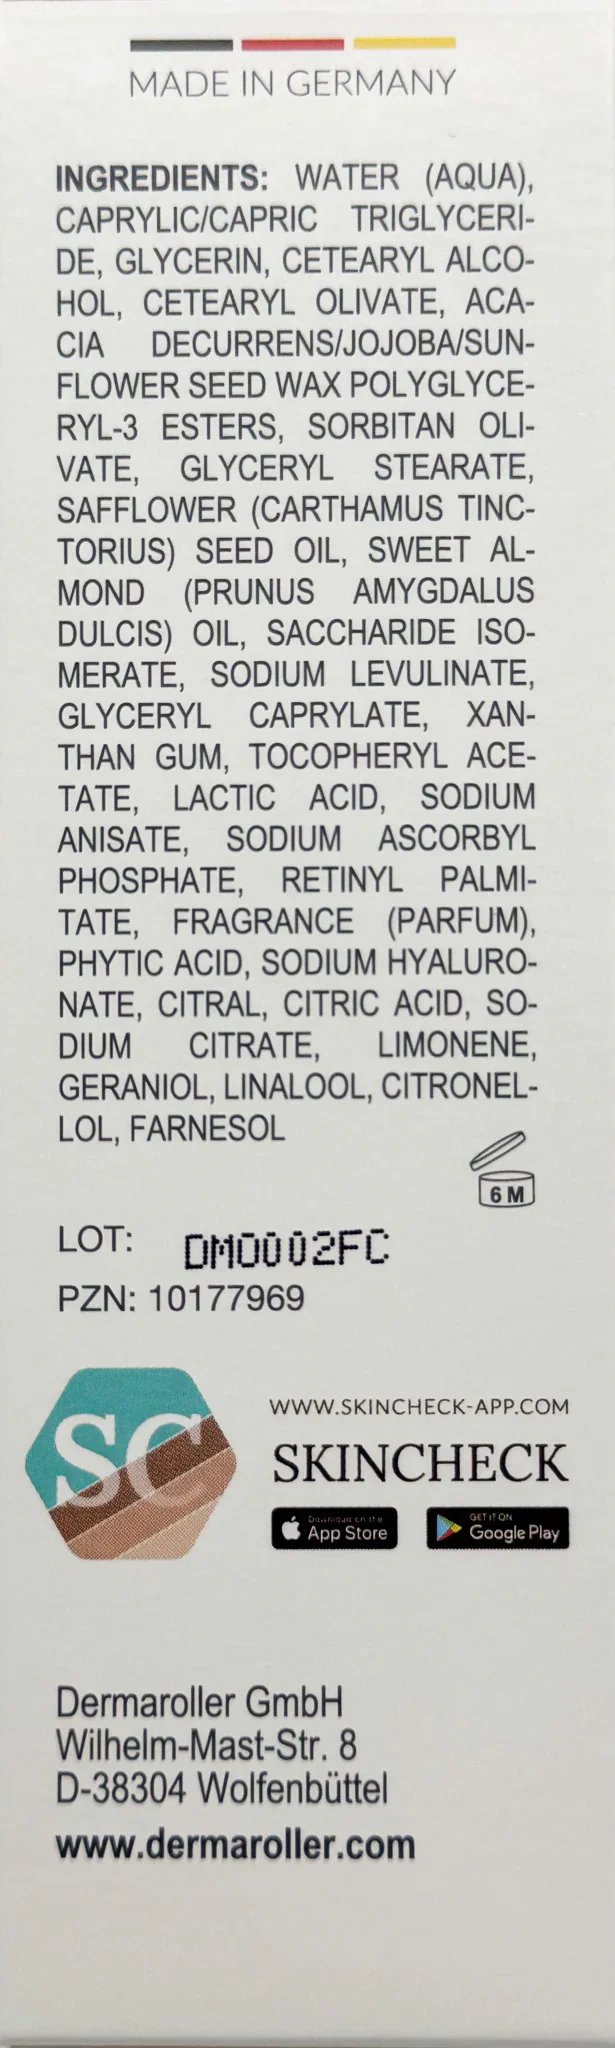 MADE IN GERMANY
INGREDIENTS: WATER (AQUA),
CAPRYLIC/CAPRIC TRIGLYCERI-
DE, GLYCERIN, CETEARYL ALCO-
HOL, CETEARYL OLIVATE, ACA-
CIA DECURRENS/JOJOBA/SUN-
FLOWER SEED WAX POLYGLYCE-
RYL-3 ESTERS, SORBITAN OLI-
VATE, GLYCERYL STEARATE,
SAFFLOWER (CARTHAMUS TINC-
TORIUS) SEED OIL, SWEET AL-
MOND (PRUNUS AMYGDALUS
DULCIS) OIL, SACCHARIDE ISO-
MERATE, SODIUM LEVULINATE,
GLYCERYL CAPRYLATE, XAN-
THAN GUM, TOCOPHERYL ACE-
TATE, LACTIC ACID, SODIUM
ANISATE, SODIUM ASCORBYL
PHOSPHATE, RETINYL PALMI-
TATE, FRAGRANCE (PARFUM),
PHYTIC ACID, SODIUM HYALURO-
NATE, CITRAL, CITRIC ACID, SO-
DIUM CITRATE, LIMONENE,
GERANIOL, LINALOOL, CITRONEL-
LOL, FARNESOL
6 M
LOT: DM0002FC
PZN: 10177969
SC
WWW.SKINCHECK-APP.COM
SKINCHECK
Download on the
App Store
GET IT ON
Google Play
Dermaroller GmbH
Wilhelm-Mast-Str. 8
D-38304 Wolfenbüttel
www.dermaroller.com